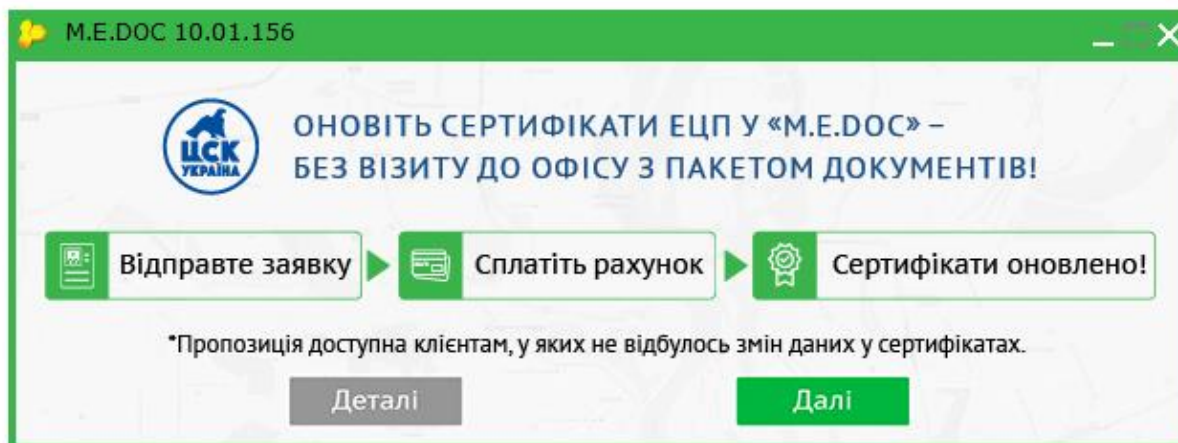 M.E.DOC 10.01.156
ЦСК
УКРАЇНА
ОНОВІТЬ СЕРТИФІКАТИ ЕЦП У «M.E.DOC» –
БЕЗ ВІЗИТУ ДО ОФІСУ З ПАКЕТОМ ДОКУМЕНТІВ!
Відправте заявку
Сплатіть рахунок
Сертифікати оновлено!
*Пропозиція доступна клієнтам, у яких не відбулось змін даних у сертифікатах.
Деталі
Далі